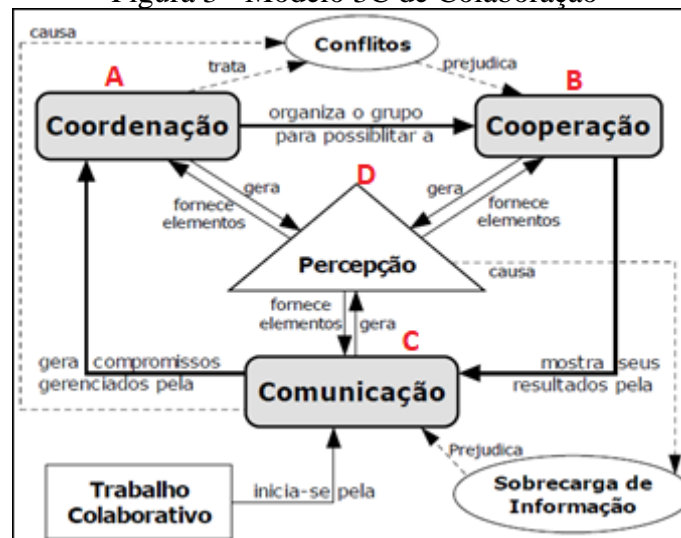 Figura 3 - Modelo 3C de Colaboração
causa
Conflitos
trata
prejudica
A
B
Coordenação
organiza o grupo
para possiblitar a
Cooperação
D
gera
fornece
elementos
gera
fornece
elementos
Percepção
causa
fornece
elementos
gera
C
gera compromissos
gerenciados pela
Comunicação
mostra seus
resultados pela
Prejudica
Trabalho
Colaborativo
inicia-se pela
Sobrecarga de
Informação